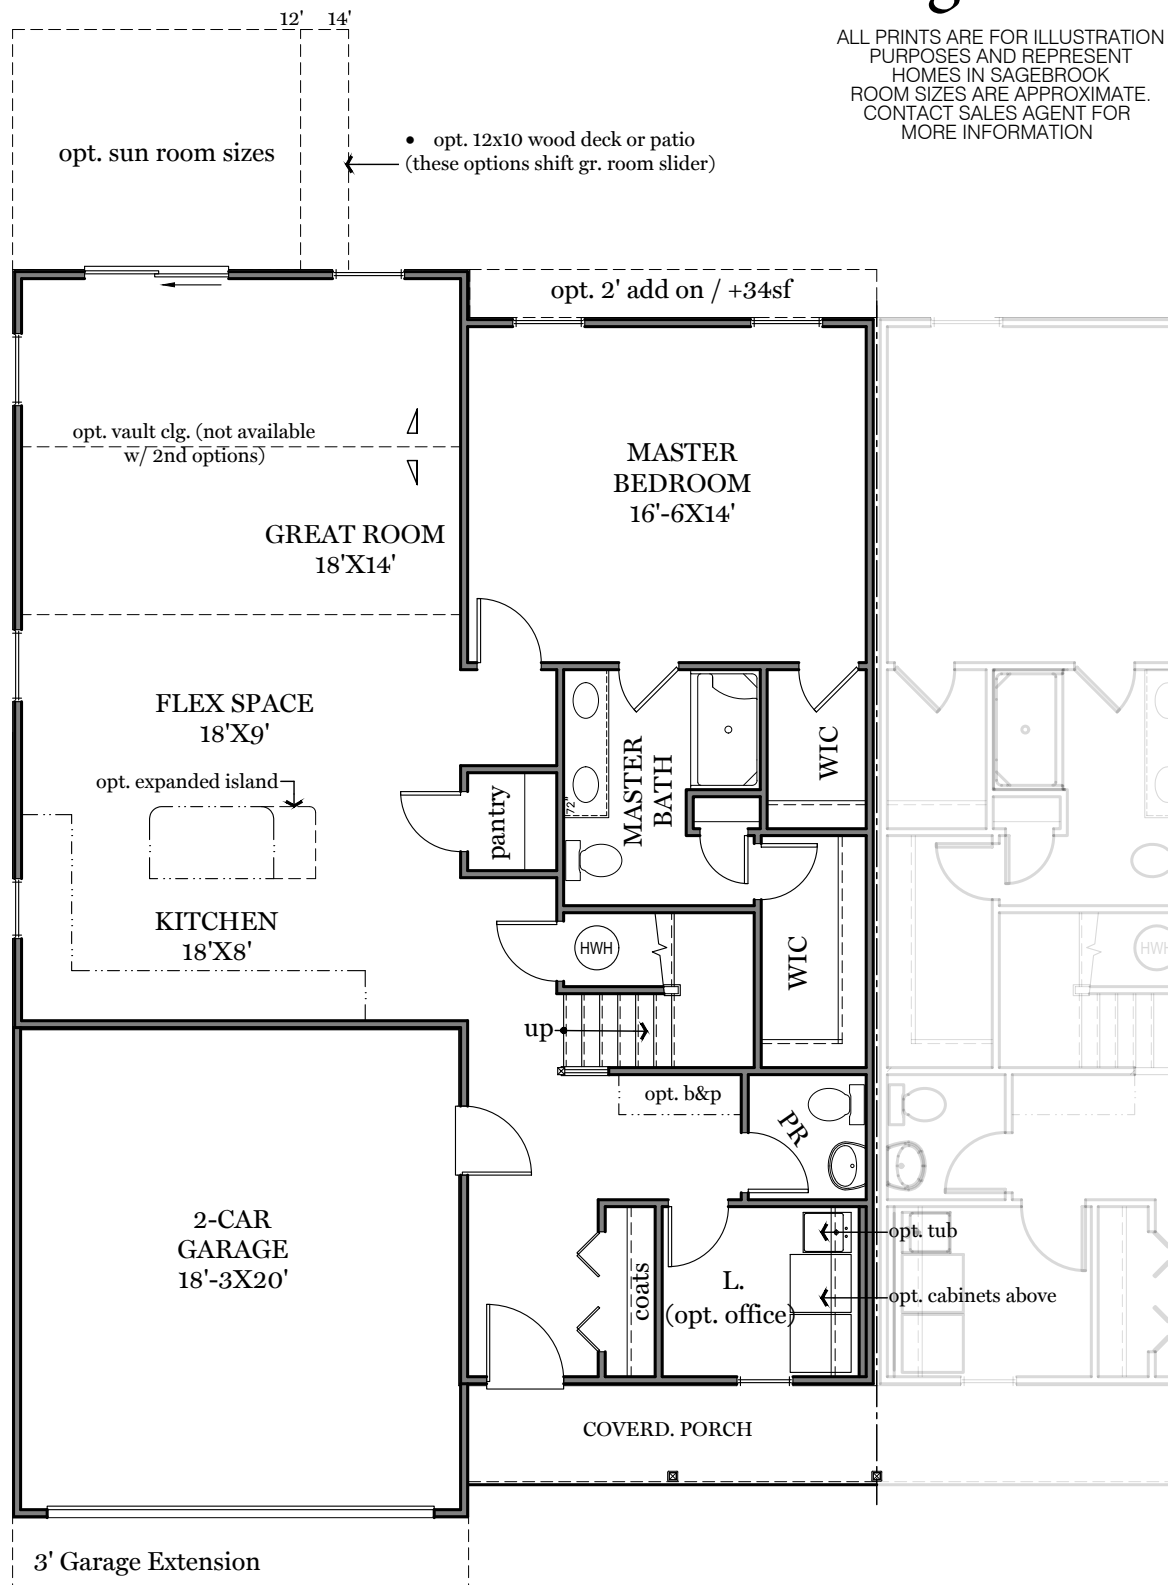 12' 14'
ALL PRINTS ARE FOR ILLUSTRATION
PURPOSES AND REPRESENT
HOMES IN SAGEBROOK
ROOM SIZES ARE APPROXIMATE.
CONTACT SALES AGENT FOR
MORE INFORMATION
opt. sun room sizes
• opt. 12x10 wood deck or patio
(these options shift gr. room slider)
opt. 2' add on / +34sf
opt. vault clg. (not available
w/ 2nd options)
MASTER
BEDROOM
16'-6X14'
GREAT ROOM
18'X14'
FLEX SPACE
18'X9'
opt. expanded island
pantry
72"
MASTER
BATH
WIC
KITCHEN
18'X8'
HWH
WIC
HWH
up
opt. b&p
PR
2-CAR
GARAGE
18'-3X20'
coats
L.
(opt. office)
opt. tub
opt. cabinets above
COVERD. PORCH
3' Garage Extension